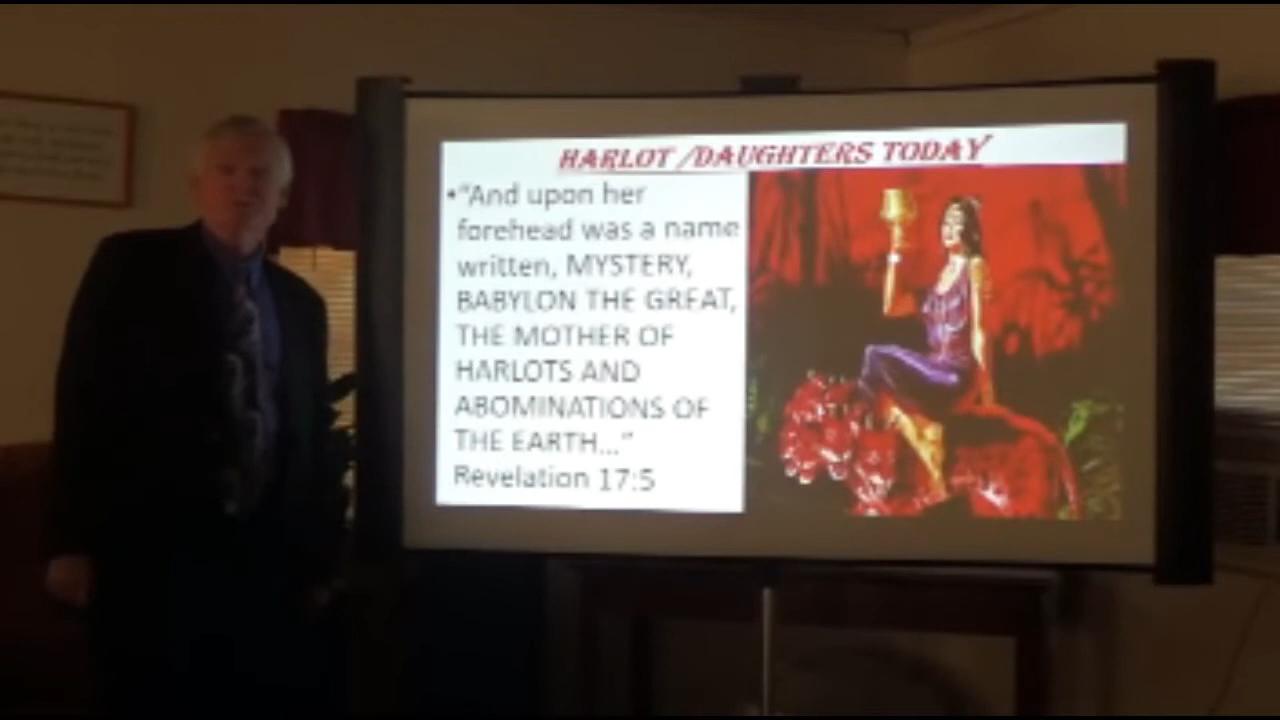 HARLOT /DAUGHTERS TODAY
•“And upon her
forehead was a name
written, MYSTERY,
BABYLON THE GREAT,
THE MOTHER OF
HARLOTS AND
ABOMINATIONS OF
THE EARTH...”
Revelation 17:5